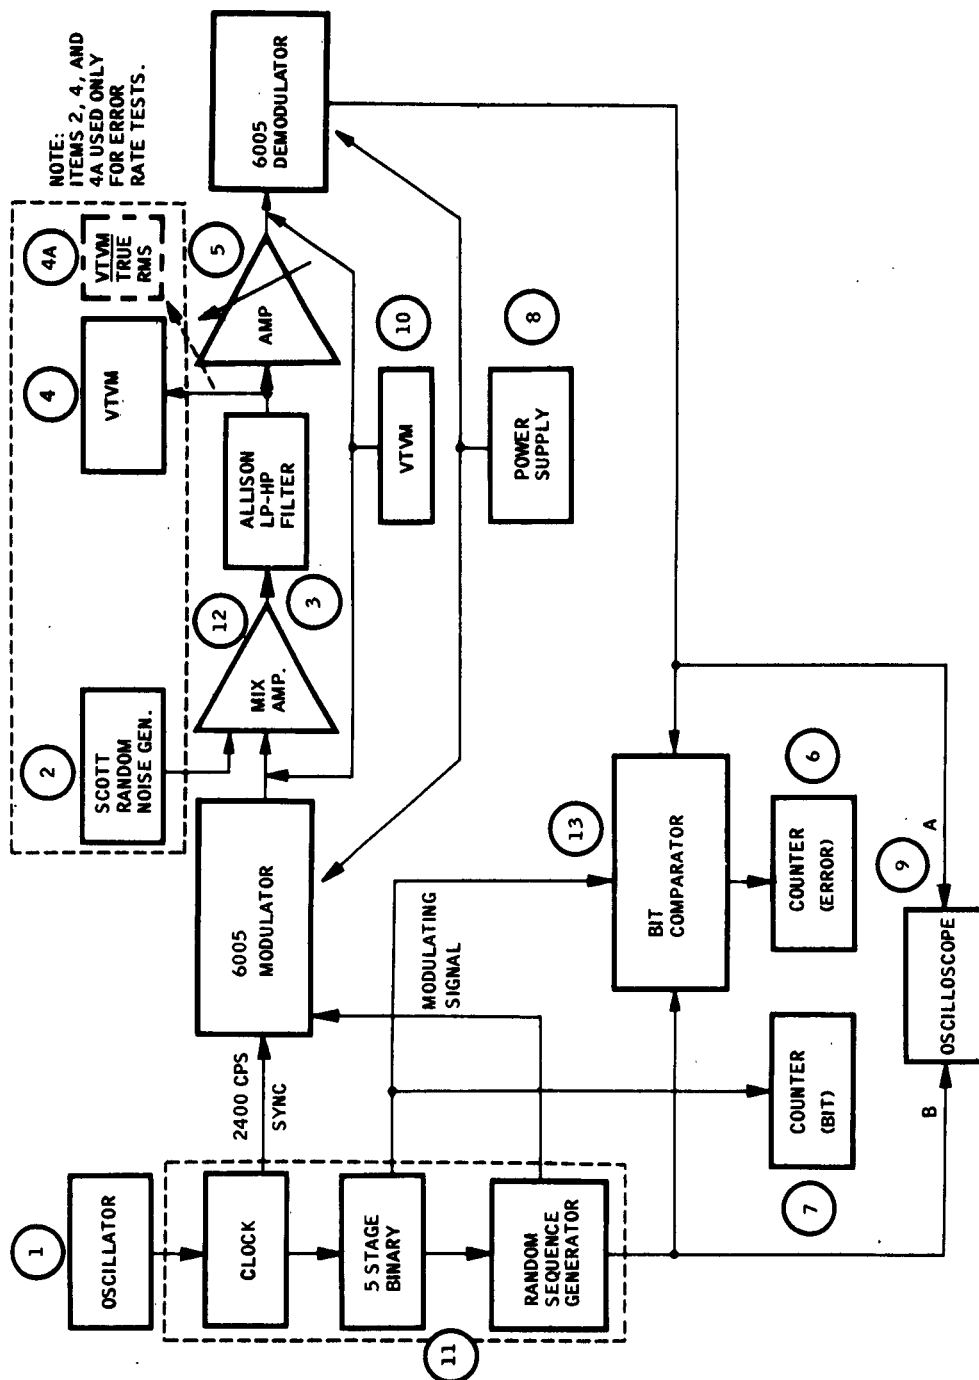 NOTE:
ITEMS 2, 4, AND
4A USED ONLY
FOR ERROR
RATE TESTS.
1
OSCILLATOR
2
SCOTT
RANDOM
NOISE GEN.
4
VTVM
4A
VTVM
TRUE
RMS
CLOCK
2400 CPS
SYNC
6005
MODULATOR
12
MIX
AMP.
3
ALLISON
LP-HP
FILTER
5
AMP
6005
DEMODULATOR
5 STAGE
BINARY
MODULATING
SIGNAL
10
VTVM
8
POWER
SUPPLY
RANDOM
SEQUENCE
GENERATOR
11
13
BIT
COMPARATOR
7
COUNTER
(BIT)
6
COUNTER
(ERROR)
9
B
OSCILLOSCOPE
A